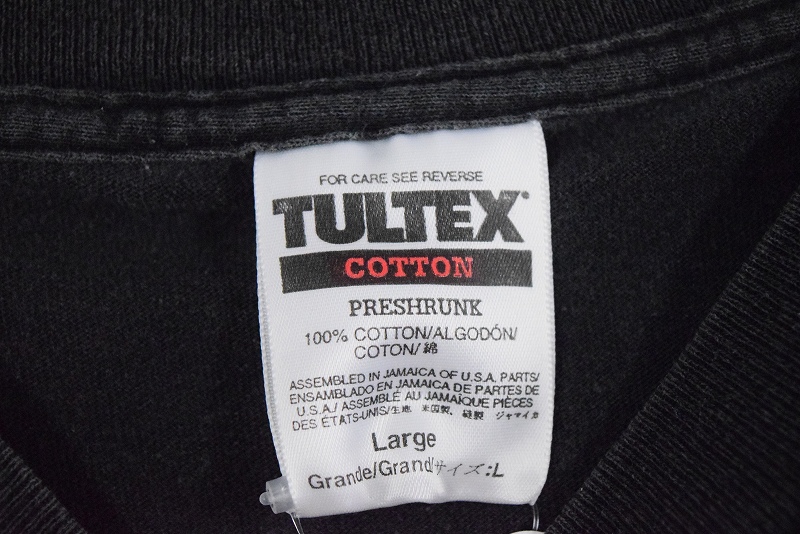 FOR CARE SEE REVERSE
TULTEX®
COTTON
PRESHRUNK
100% COTTON/ALGODÓN/
COTON/綿
ASSEMBLED IN JAMAICA OF U.S.A. PARTS/
ENSAMBLADO EN JAMAICA DE PARTES DE
U.S.A./ASSEMBLÉ AU JAMAÏQUE PIÈCES
DES ÉTATS-UNIS/生地 米国製、縫製 ジャマイカ
Large
Grande/Grand/サイズ:L